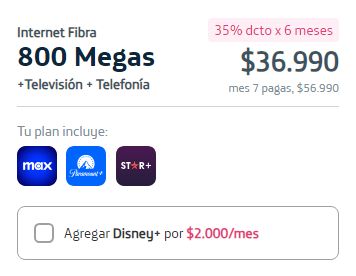 Internet Fibra
800 Megas
+Televisión + Telefonía
35% dcto x 6 meses
$36.990
mes 7 pagas, $56.990
Tu plan incluye:
max
Paramount+
STAR+
Agregar Disney+ por $2.000/mes